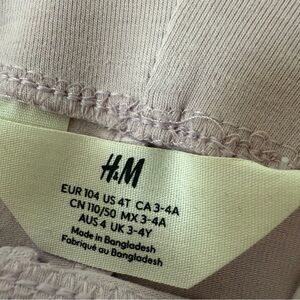 H&M
EUR 104 US 4T CA 3-4A
CN 110/50 MX 3-4A
AUS 4 UK 3-4Y
Made in Bangladesh
Fabriqué au Bangladesh